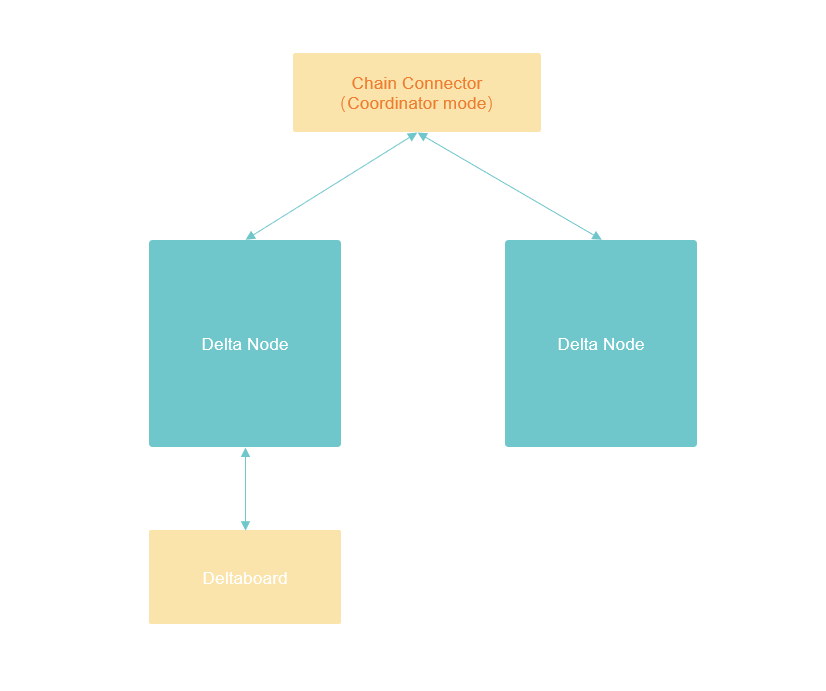 Chain Connector
（Coordinator mode）
Delta Node
Delta Node
Deltaboard